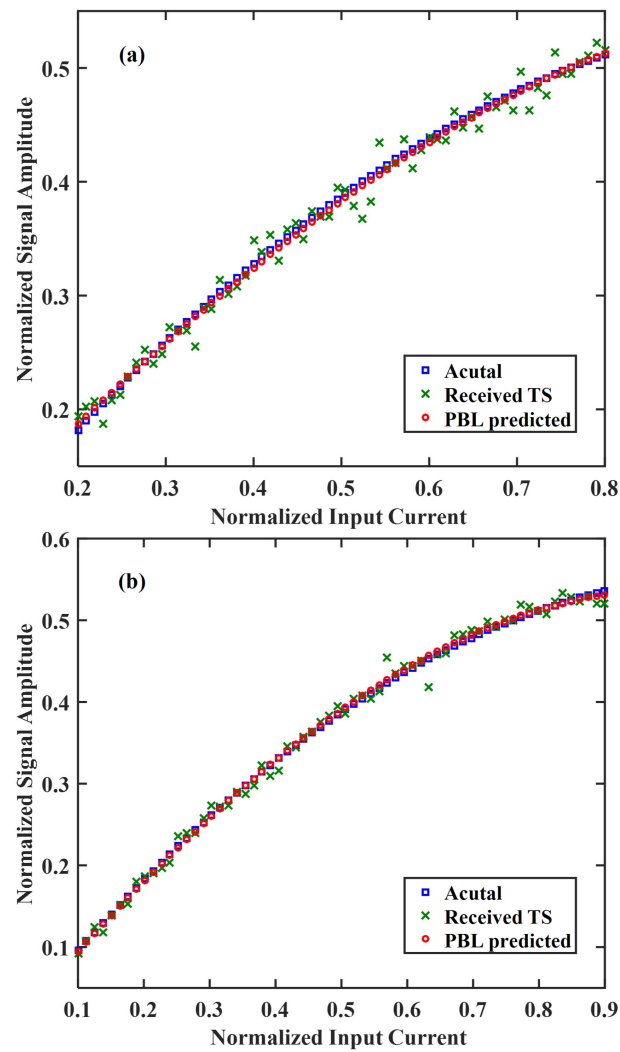 (a)
Normalized Signal Amplitude
0.5
0.4
0.3
0.2
Acutal
Received TS
PBL predicted
0.2 0.3 0.4 0.5 0.6 0.7 0.8
Normalized Input Current
(b)
Normalized Signal Amplitude
0.6
0.5
0.4
0.3
0.2
0.1
Acutal
Received TS
PBL predicted
0.1 0.2 0.3 0.4 0.5 0.6 0.7 0.8 0.9
Normalized Input Current